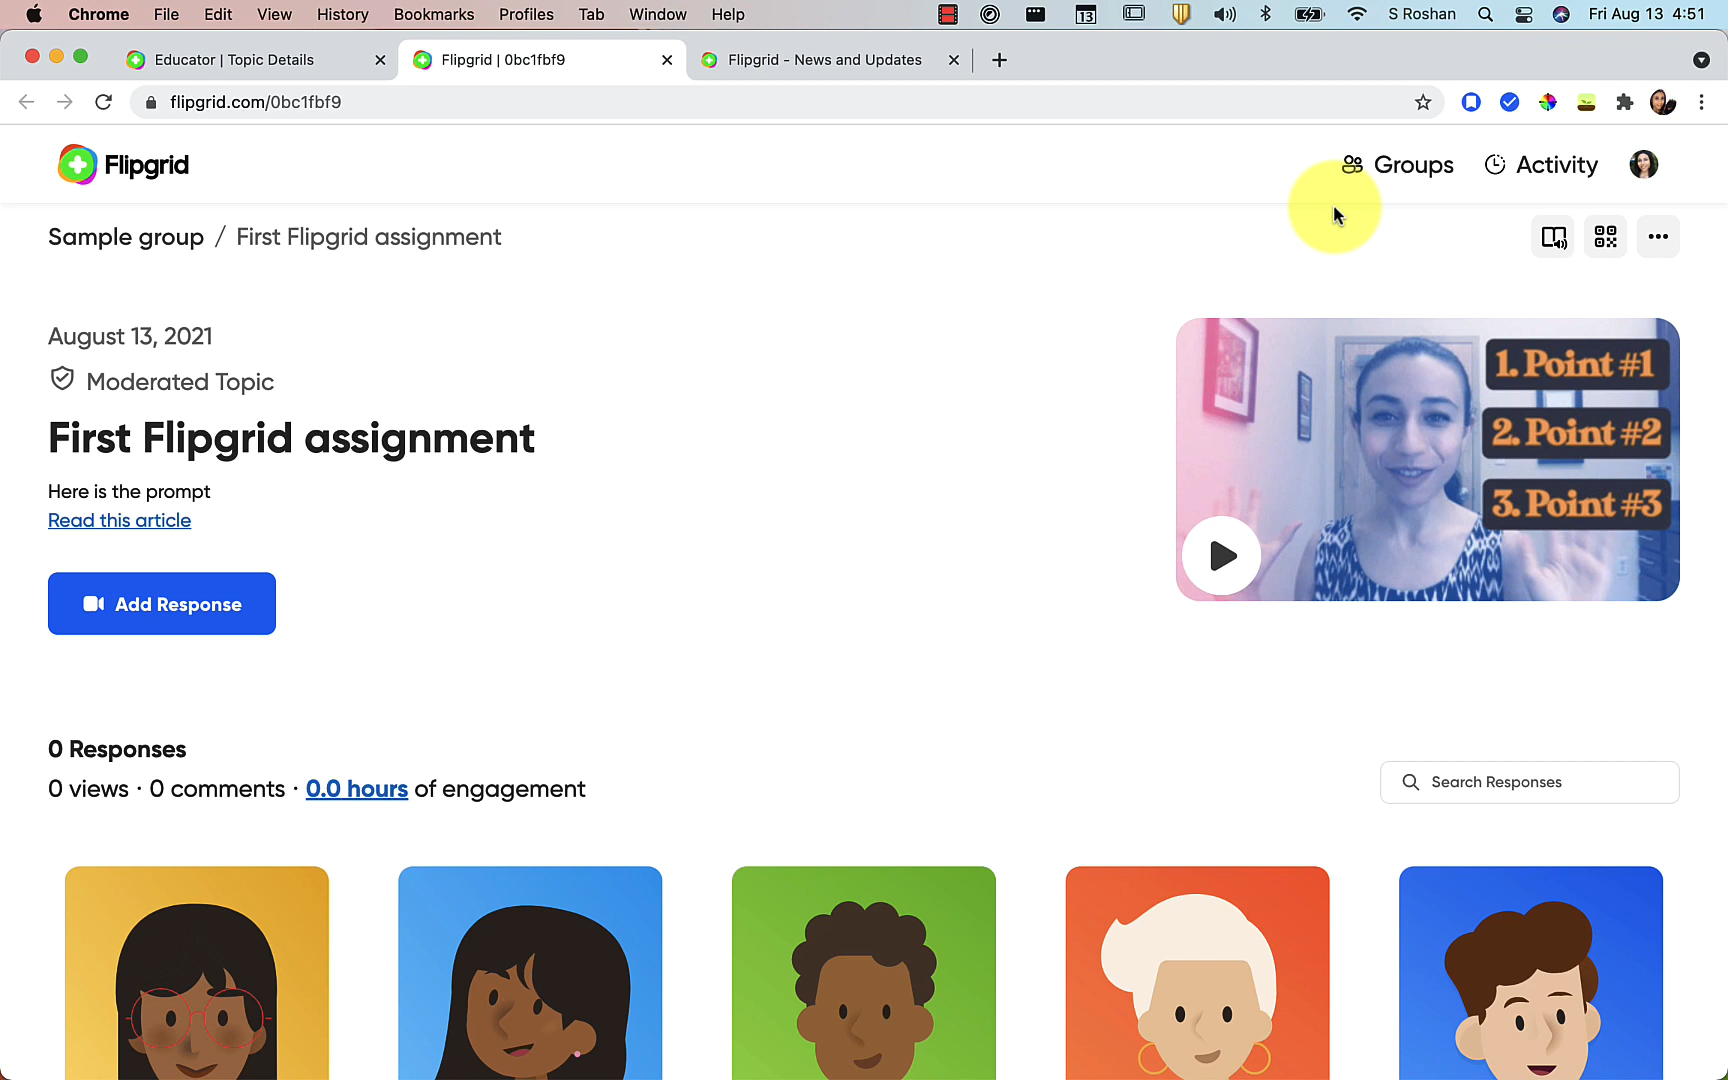 Chrome File Edit View History Bookmarks Profiles Tab Window Help 13 S Roshan Fri Aug 13 4:51
Educator | Topic Details Flipgrid | 0bc1fbf9 Flipgrid - News and Updates
flipgrid.com/0bc1fbf9
Flipgrid Groups Activity
Sample group / First Flipgrid assignment
August 13, 2021
Moderated Topic
First Flipgrid assignment
Here is the prompt
Read this article
Add Response
1. Point #1
2. Point #2
3. Point #3
0 Responses
0 views · 0 comments · 0.0 hours of engagement
Search Responses